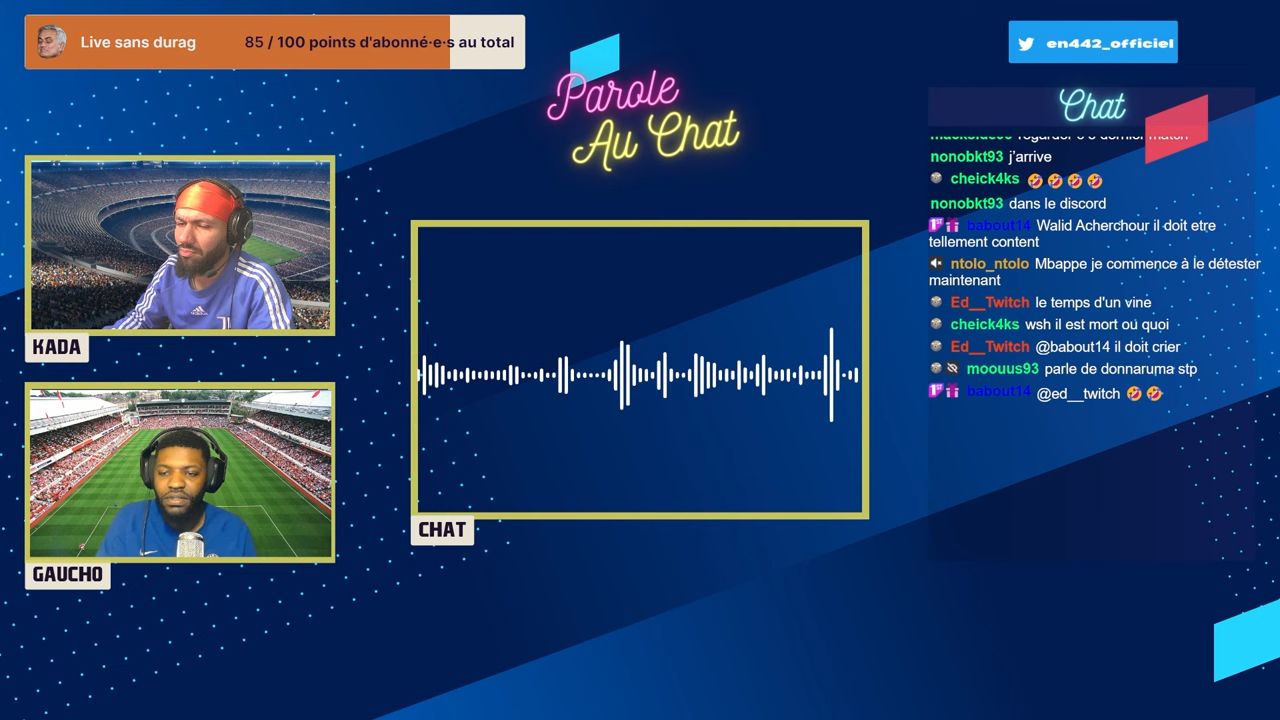 Live sans durag
85 / 100 points d'abonné·e·s au total
Parole
Au Chat
en442_officiel
Chat
nonobkt93 j'arrive
cheick4ks 🤣🤣🤣🤣
nonobkt93 dans le discord
babout14 Walid Acherchour il doit etre
tellement content
ntolo_ntolo Mbappe je commence à le détester
maintenant
Ed__Twitch le temps d'un vine
cheick4ks wsh il est mort ou quoi
Ed__Twitch @babout14 il doit crier
moouus93 parle de donnaruma stp
babout14 @ed__twitch 🤣🤣
KADA
GAUCHO
CHAT